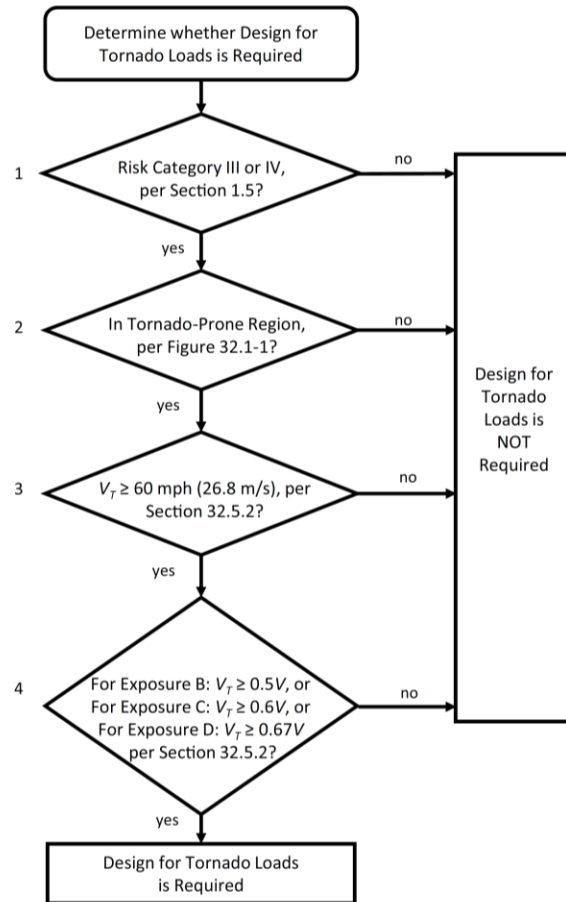 Determine whether Design for
Tornado Loads is Required
1
Risk Category III or IV,
per Section 1.5?
no
yes
2
In Tornado-Prone Region,
per Figure 32.1-1?
no
yes
3
V_T ≥ 60 mph (26.8 m/s), per
Section 32.5.2?
no
yes
4
For Exposure B: V_T ≥ 0.5V, or
For Exposure C: V_T ≥ 0.6V, or
For Exposure D: V_T ≥ 0.67V
per Section 32.5.2?
no
yes
Design for Tornado Loads
is Required
Design for
Tornado
Loads is
NOT
Required